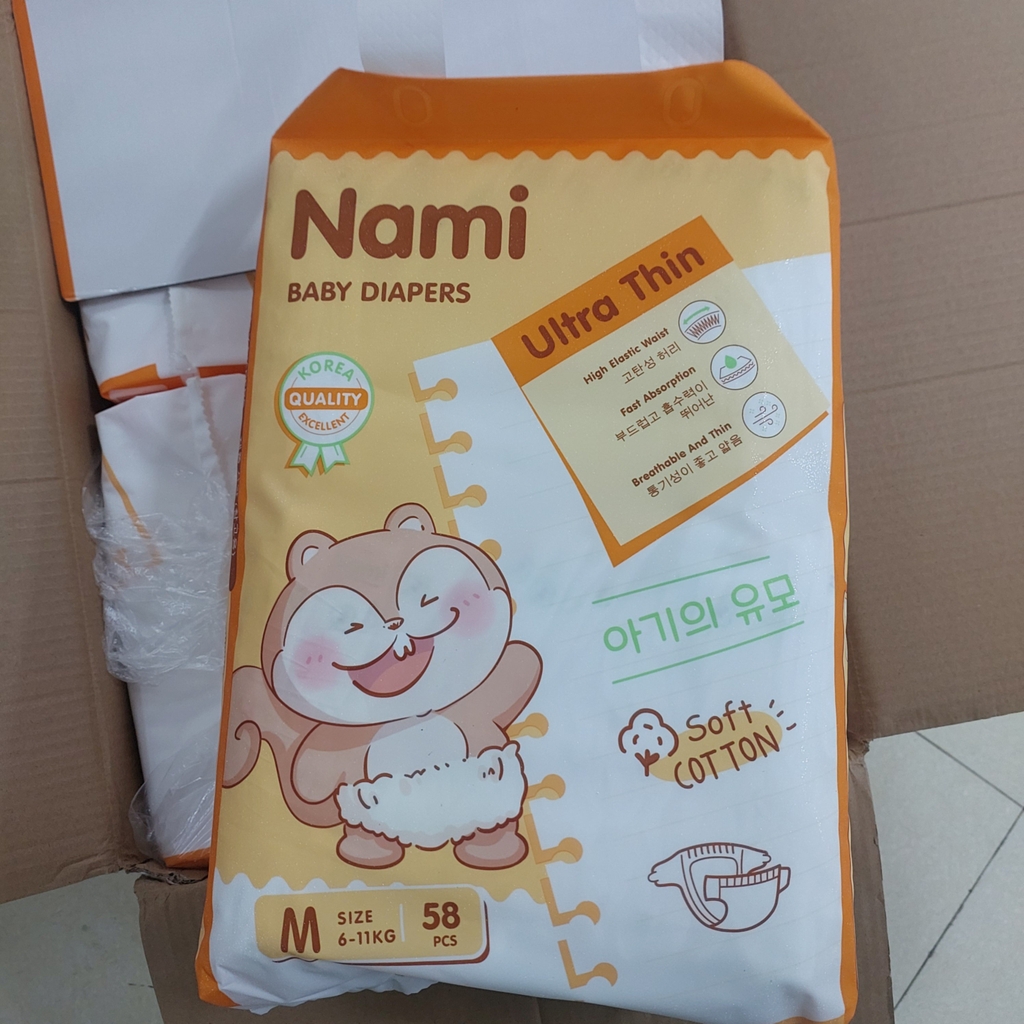 Nami
BABY DIAPERS
Ultra Thin
High Elastic Waist
고탄성 허리
Fast Absorption
부드럽고 흡수력이
뛰어난
Breathable And Thin
통기성이 좋고 얇음
KOREA
QUALITY
EXCELLENT
아기의 유모
Soft
COTTON
M
SIZE
6-11KG
58
PCS